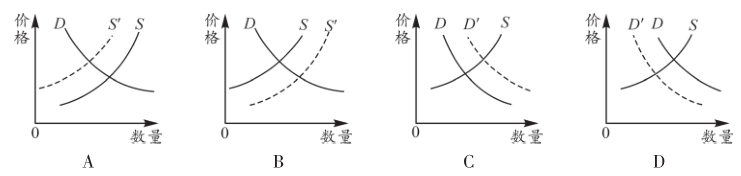 价格 D S' S 0 数量
价格 D S S' 0 数量
价格 D D' S 0 数量
价格 D' D S 0 数量
A B C D